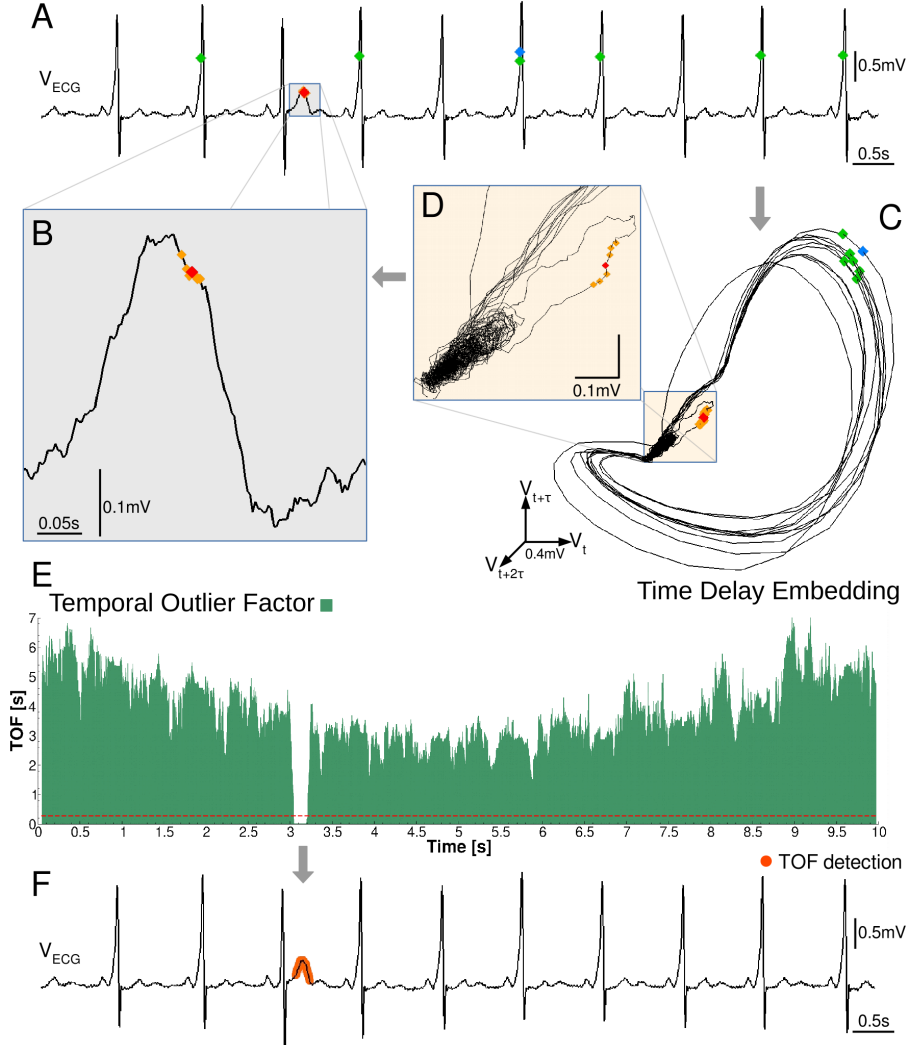 A
V ECG
0.5mV
0.5s
B
0.05s
0.1mV
D
0.1mV
C
V t+τ
V t
0.4mV
V t+2τ
Time Delay Embedding
E
Temporal Outlier Factor
TOF [s]
7
6
5
4
3
2
1
0
0 0.5 1 1.5 2 2.5 3 3.5 4 4.5 5 5.5 6 6.5 7 7.5 8 8.5 9 9.5 10
Time [s]
TOF detection
F
V ECG
0.5mV
0.5s